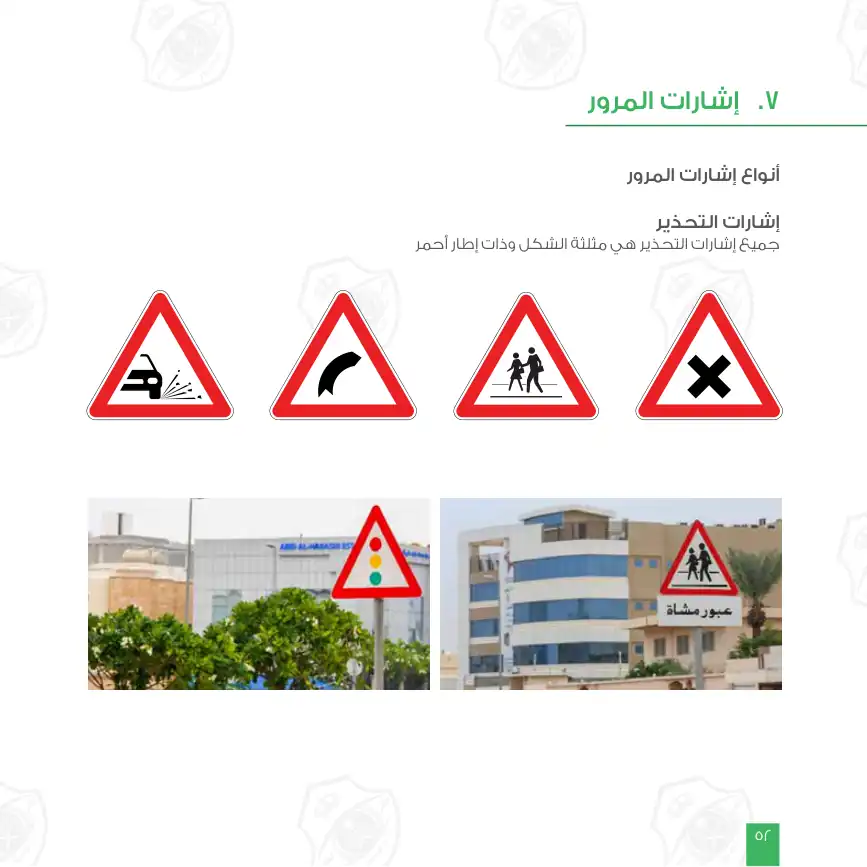 ٧. إشارات المرور
أنواع إشارات المرور
إشارات التحذير
جميع إشارات التحذير هي مثلثة الشكل وذات إطار أحمر
عبور مشاة
٥٢